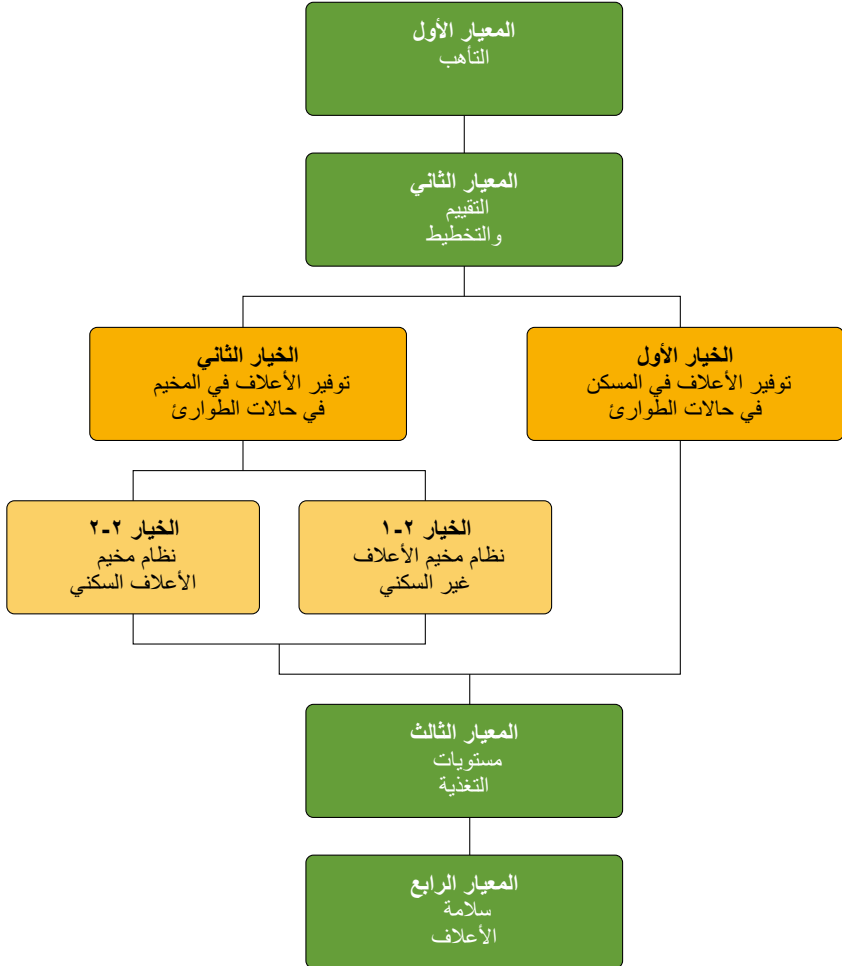 المعيار الأول
التأهب
المعيار الثاني
التقييم
والتخطيط
الخيار الأول
توفير الأعلاف في المسكن
في حالات الطوارئ
الخيار الثاني
توفير الأعلاف في المخيم
في حالات الطوارئ
الخيار ٢-١
نظام مخيم الأعلاف
غير السكني
الخيار ٢-٢
نظام مخيم
الأعلاف السكني
المعيار الثالث
مستويات
التغذية
المعيار الرابع
سلامة
الأعلاف